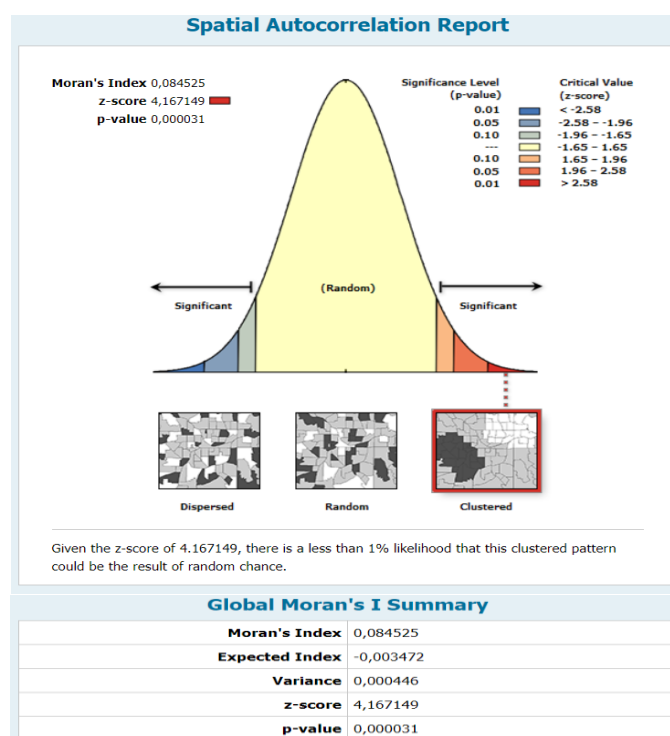 Spatial Autocorrelation Report
Moran's Index 0,084525
z-score 4,167149
p-value 0,000031
Significance Level (p-value)
Critical Value (z-score)
0.01 < -2.58
0.05 -2.58 - -1.96
0.10 -1.96 - -1.65
--- -1.65 - 1.65
0.10 1.65 - 1.96
0.05 1.96 - 2.58
0.01 > 2.58
(Random)
Significant
Significant
Dispersed
Random
Clustered
Given the z-score of 4.167149, there is a less than 1% likelihood that this clustered pattern
could be the result of random chance.
Global Moran's I Summary
Moran's Index 0,084525
Expected Index -0,003472
Variance 0,000446
z-score 4,167149
p-value 0,000031